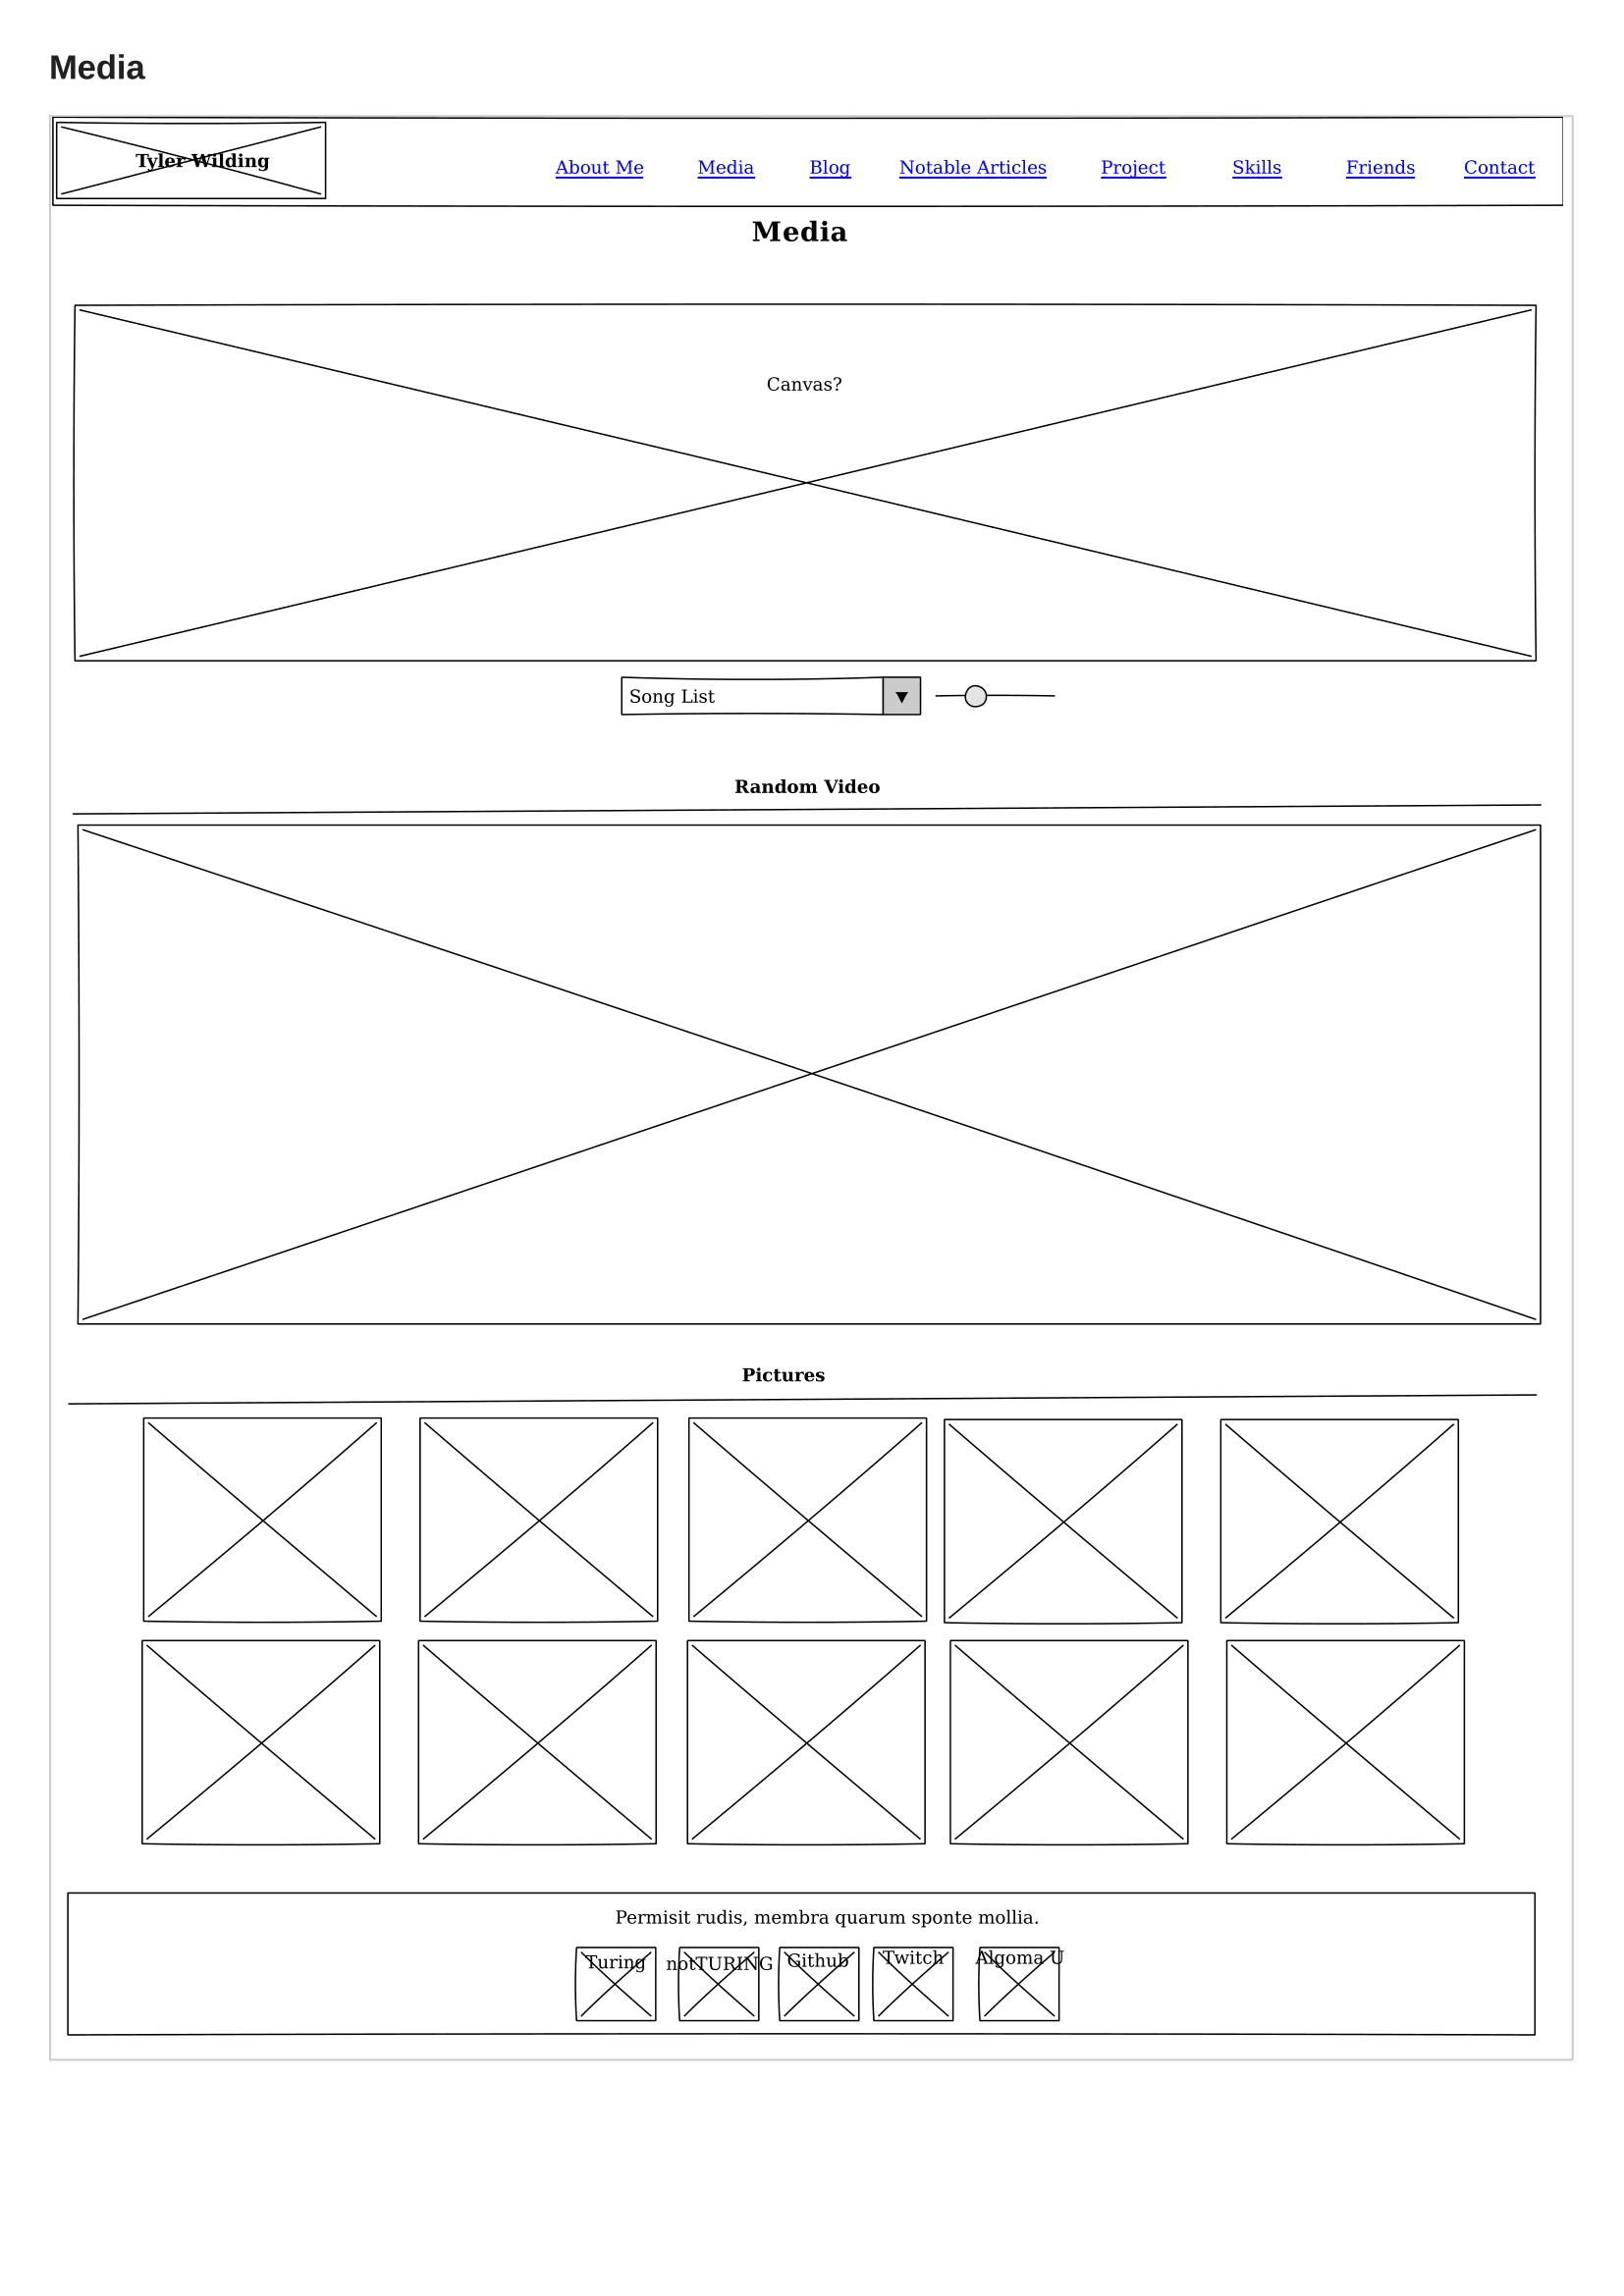 Media
Tyler Wilding
About Me Media Blog Notable Articles Project Skills Friends Contact
Media
Canvas?
Song List
Random Video
Pictures
Permisit rudis, membra quarum sponte mollia.
Turing notTURING Github Twitch Algoma U